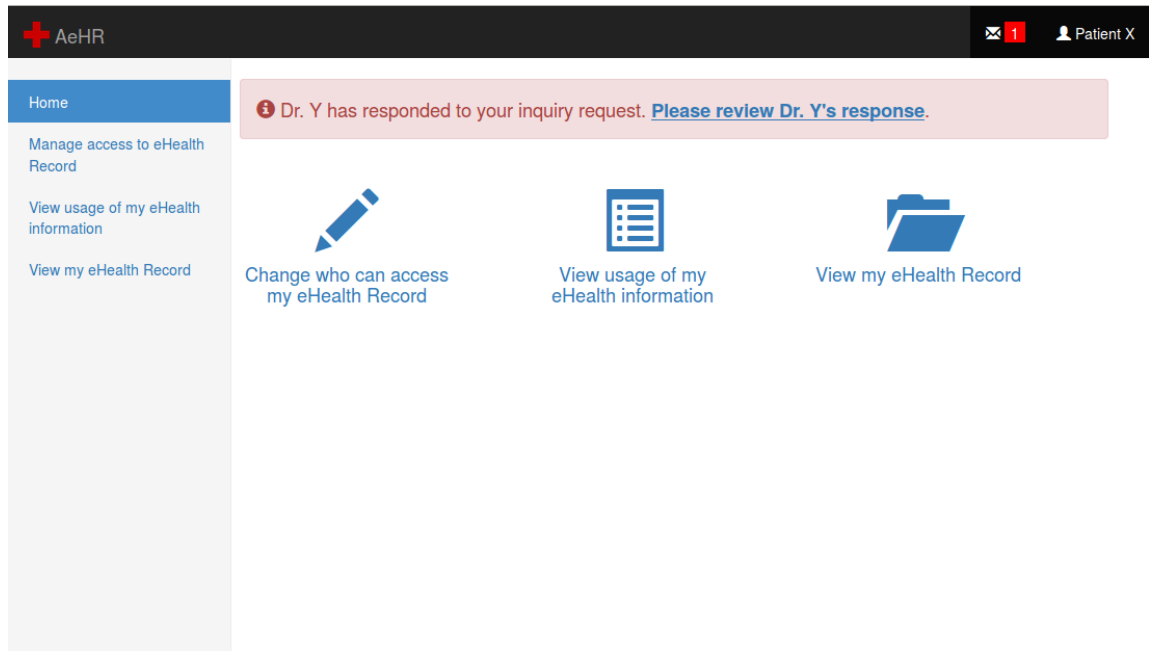 AeHR
1
Patient X
Home
Manage access to eHealth
Record
View usage of my eHealth
information
View my eHealth Record
Dr. Y has responded to your inquiry request. Please review Dr. Y's response.
Change who can access
my eHealth Record
View usage of my
eHealth information
View my eHealth Record